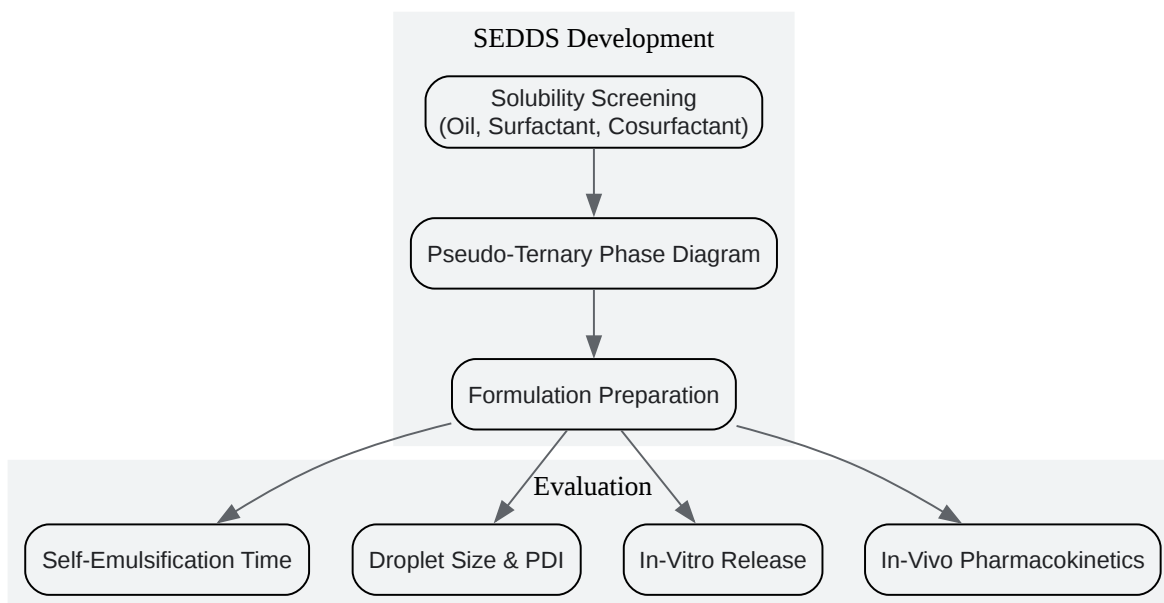 SEDDS Development
Solubility Screening
(Oil, Surfactant, Cosurfactant)
Pseudo-Ternary Phase Diagram
Formulation Preparation
Evaluation
Self-Emulsification Time
Droplet Size & PDI
In-Vitro Release
In-Vivo Pharmacokinetics